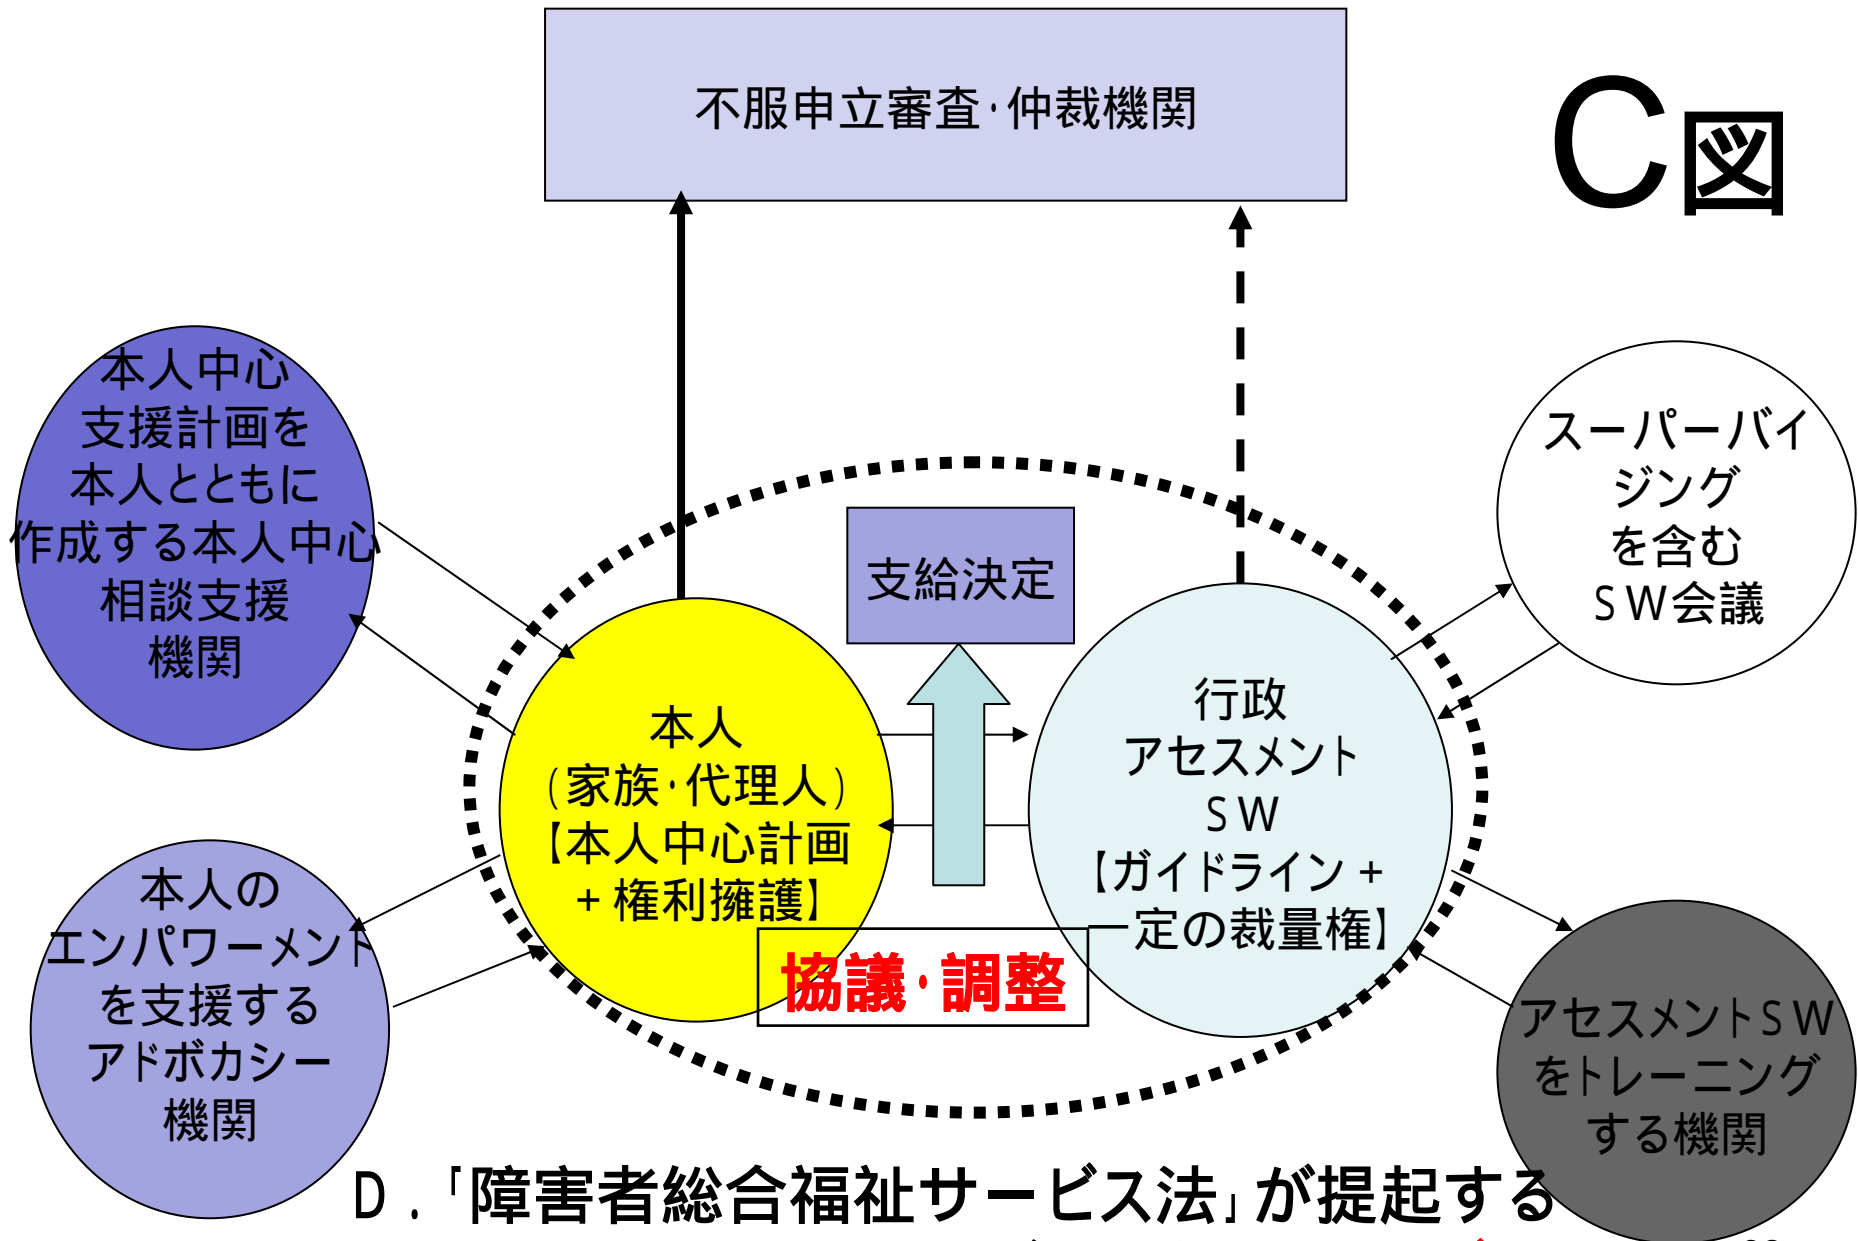 不服申立審査·仲裁機関
C図
本人中心
支援計画を
本人とともに
作成する本人中心
相談支援
機関
支給決定
スーパーバイ
ジング
を含む
SW会議
本人
(家族·代理人)
【本人中心計画
+権利擁護】
行政
アセスメント
SW
【ガイドライン+
一定の裁量権】
協議·調整
本人の
エンパワーメント
を支援する
アドボカシー
機関
アセスメントSW
をトレーニング
する機関
D.「障害者総合福祉サービス法」が提起する